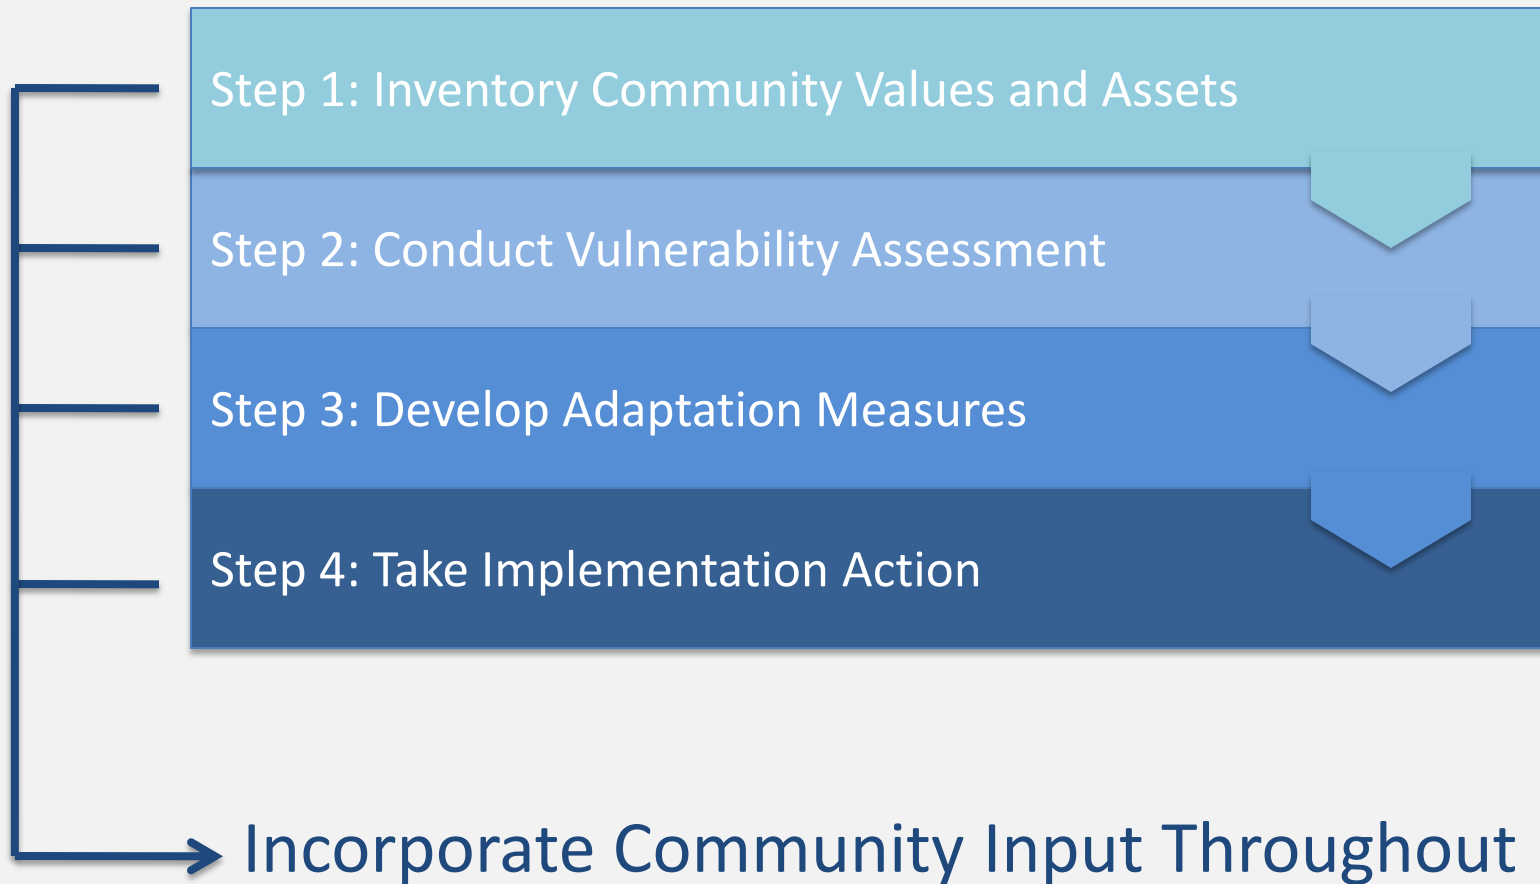 Step 1: Inventory Community Values and Assets
Step 2: Conduct Vulnerability Assessment
Step 3: Develop Adaptation Measures
Step 4: Take Implementation Action
Incorporate Community Input Throughout